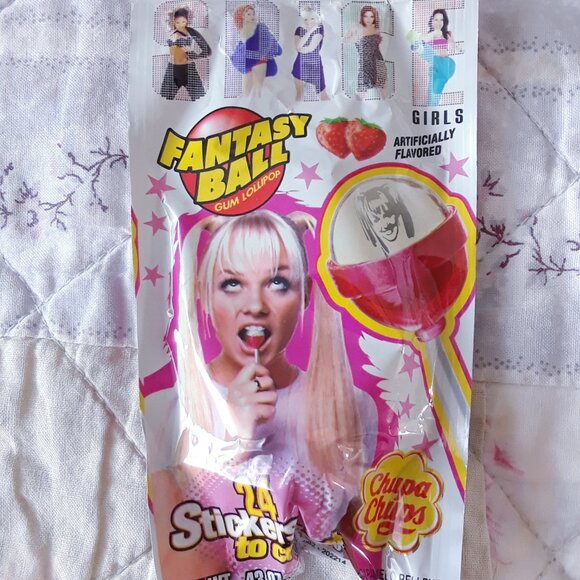 SPICE
GIRLS
FANTASY
BALL
GUM LOLLIPOP
ARTIFICIALLY
FLAVORED
24
Stickers
to
Chupa
Chups